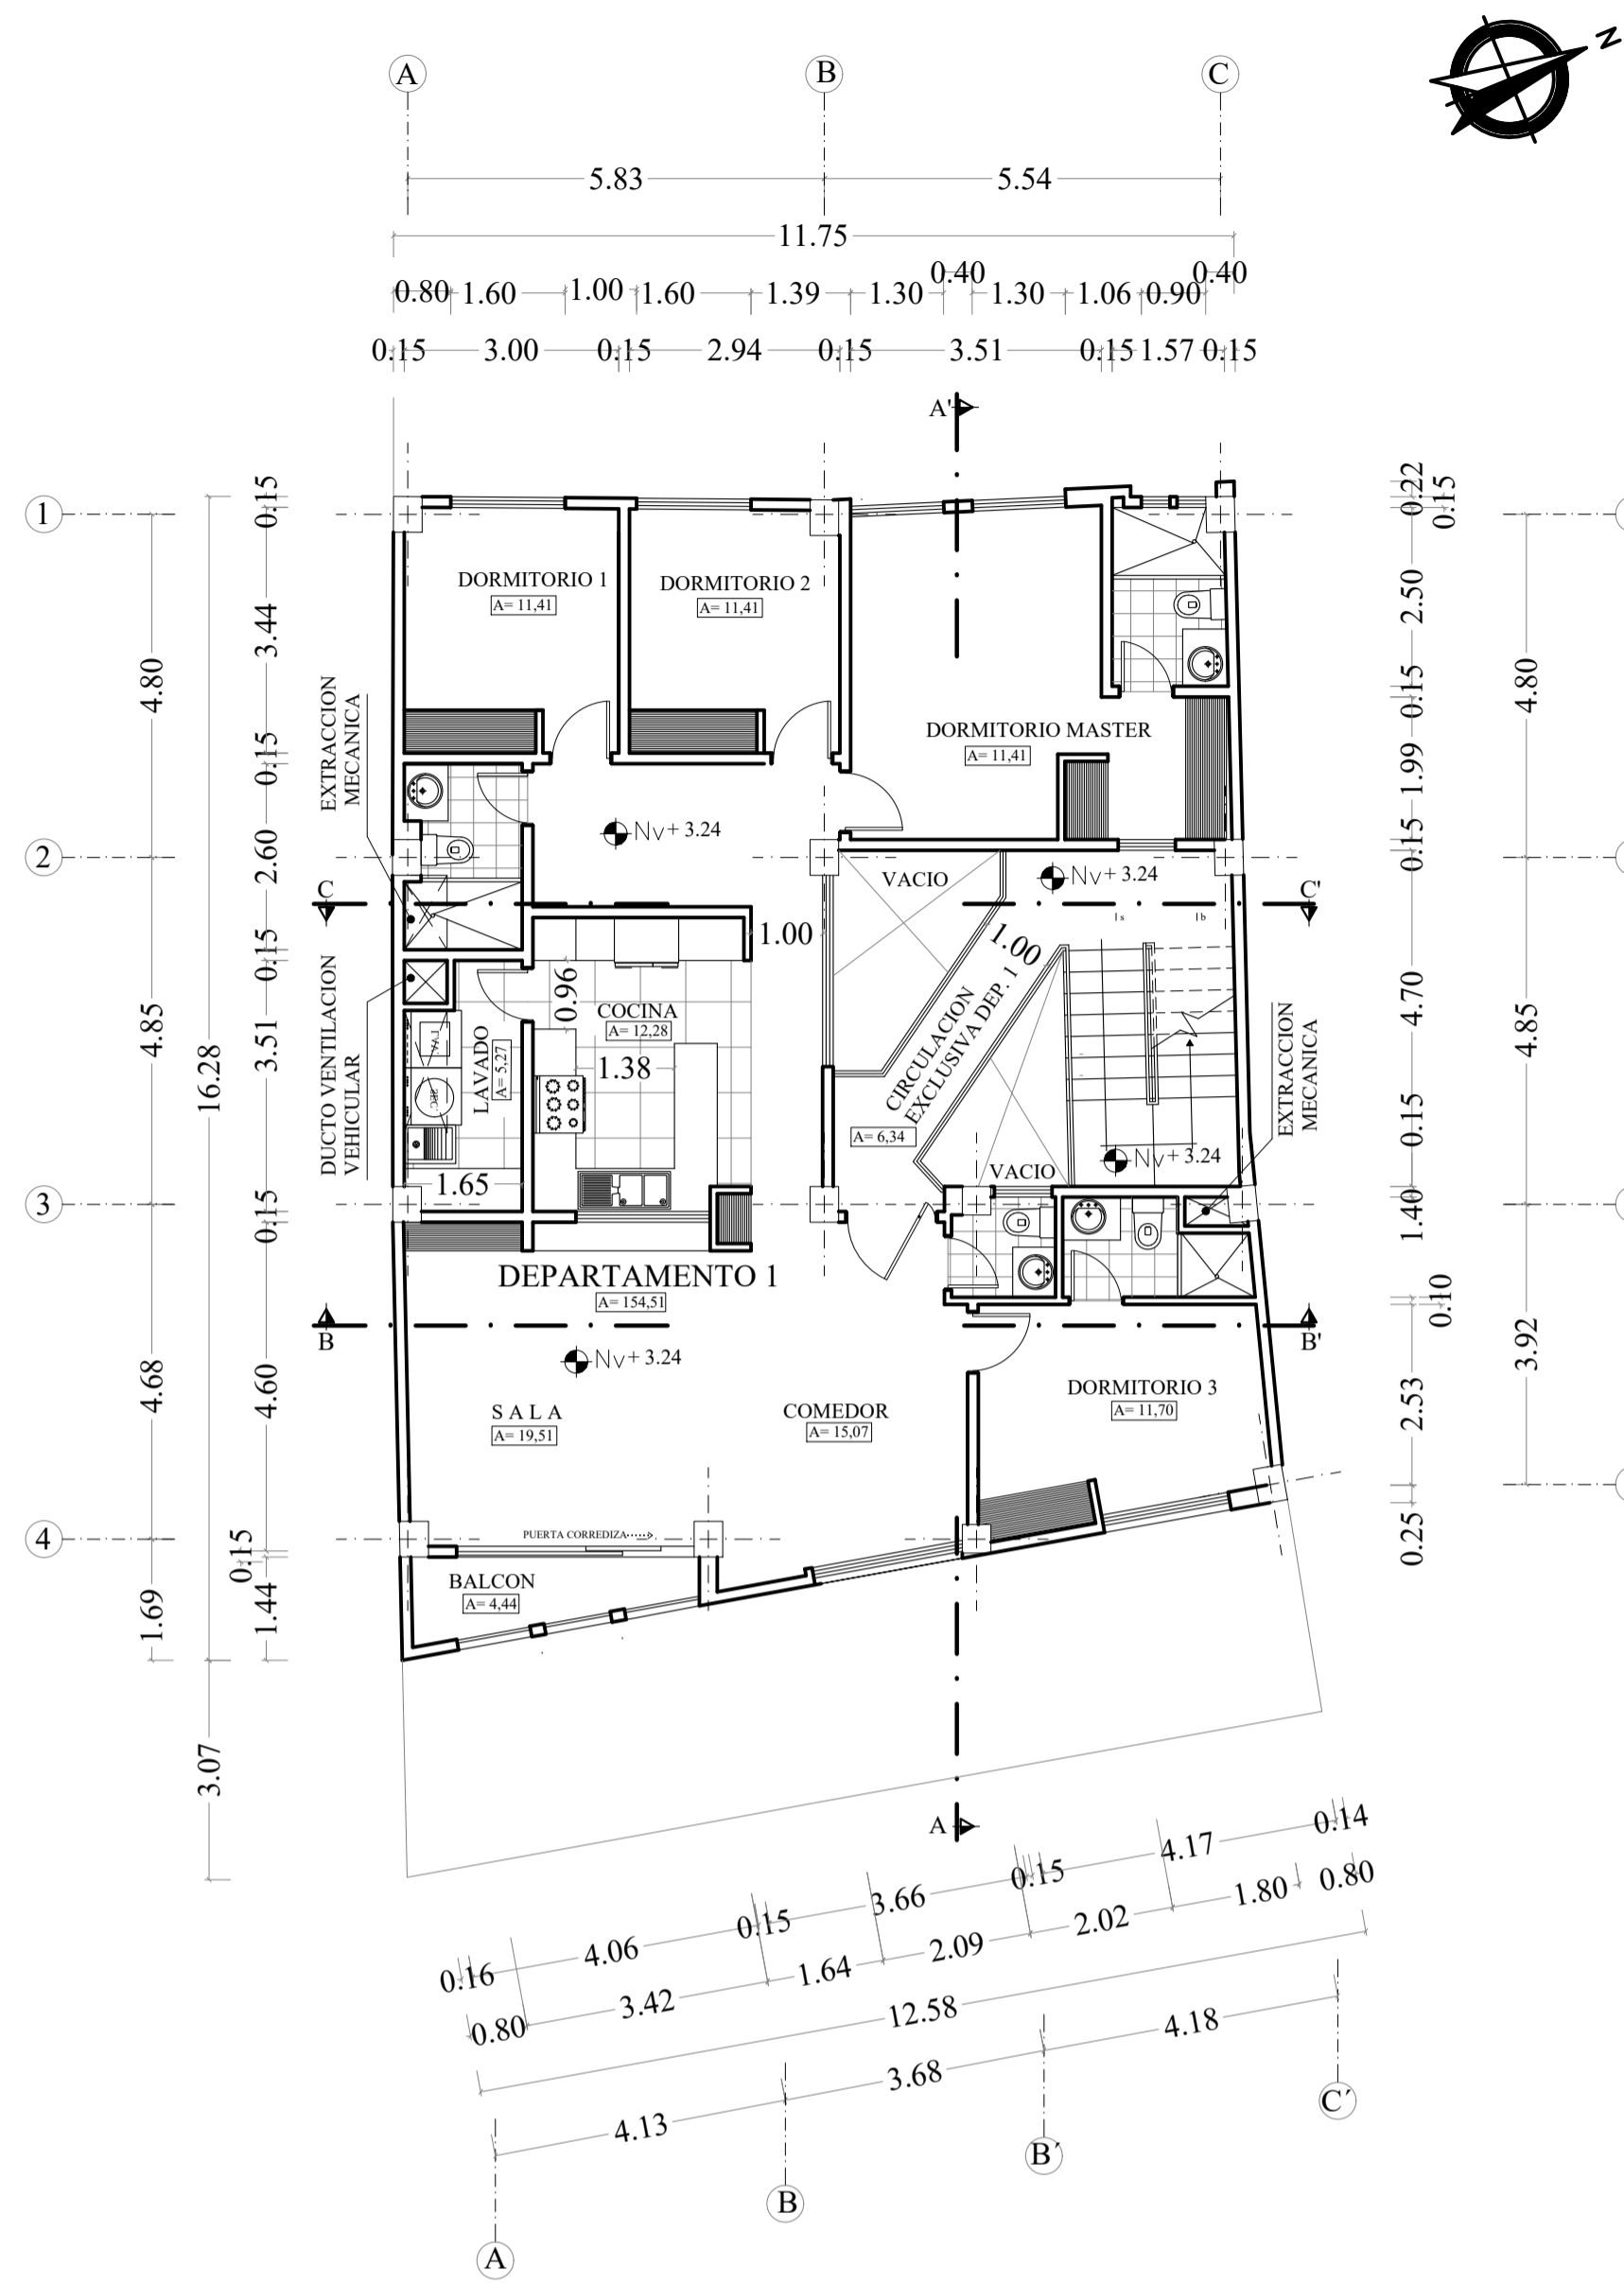 N
A
B
C
5.83
5.54
11.75
0.40
0.40
0.80
1.60
1.00
1.60
1.39
1.30
1.30
1.06
0.90
0.15
3.00
0.15
2.94
0.15
3.51
0.15
1.57
0.15
A'
1
2
3
4
4.80
4.85
4.68
1.69
16.28
3.07
0.15
3.44
0.15
2.60
0.15
3.51
0.15
4.60
0.15
1.44
0.22
0.15
2.50
0.15
1.99
0.15
4.70
0.15
1.40
0.10
2.53
0.25
4.80
4.85
3.92
DORMITORIO 1
A= 11,41
DORMITORIO 2
A= 11,41
DORMITORIO MASTER
A= 11,41
EXTRACCION
MECANICA
Nv+ 3.24
VACIO
Nv+ 3.24
C
C'
ls
lb
1.00
1.00
CIRCULACION
EXCLUSIVA DEP. 1
A= 6,34
DUCTO VENTILACION
VEHICULAR
0.96
COCINA
A= 12,28
1.38
LAVADO
A= 5,27
1.65
EXTRACCION
MECANICA
Nv+ 3.24
VACIO
DEPARTAMENTO 1
A= 154,51
B
B'
Nv+ 3.24
SALA
A= 19,51
COMEDOR
A= 15,07
DORMITORIO 3
A= 11,70
PUERTA CORREDIZA
BALCON
A= 4,44
A
0.14
4.17
0.15
3.66
0.15
4.06
0.16
0.80
1.80
2.02
2.09
1.64
3.42
0.80
12.58
4.18
3.68
4.13
C´
B´
B
A